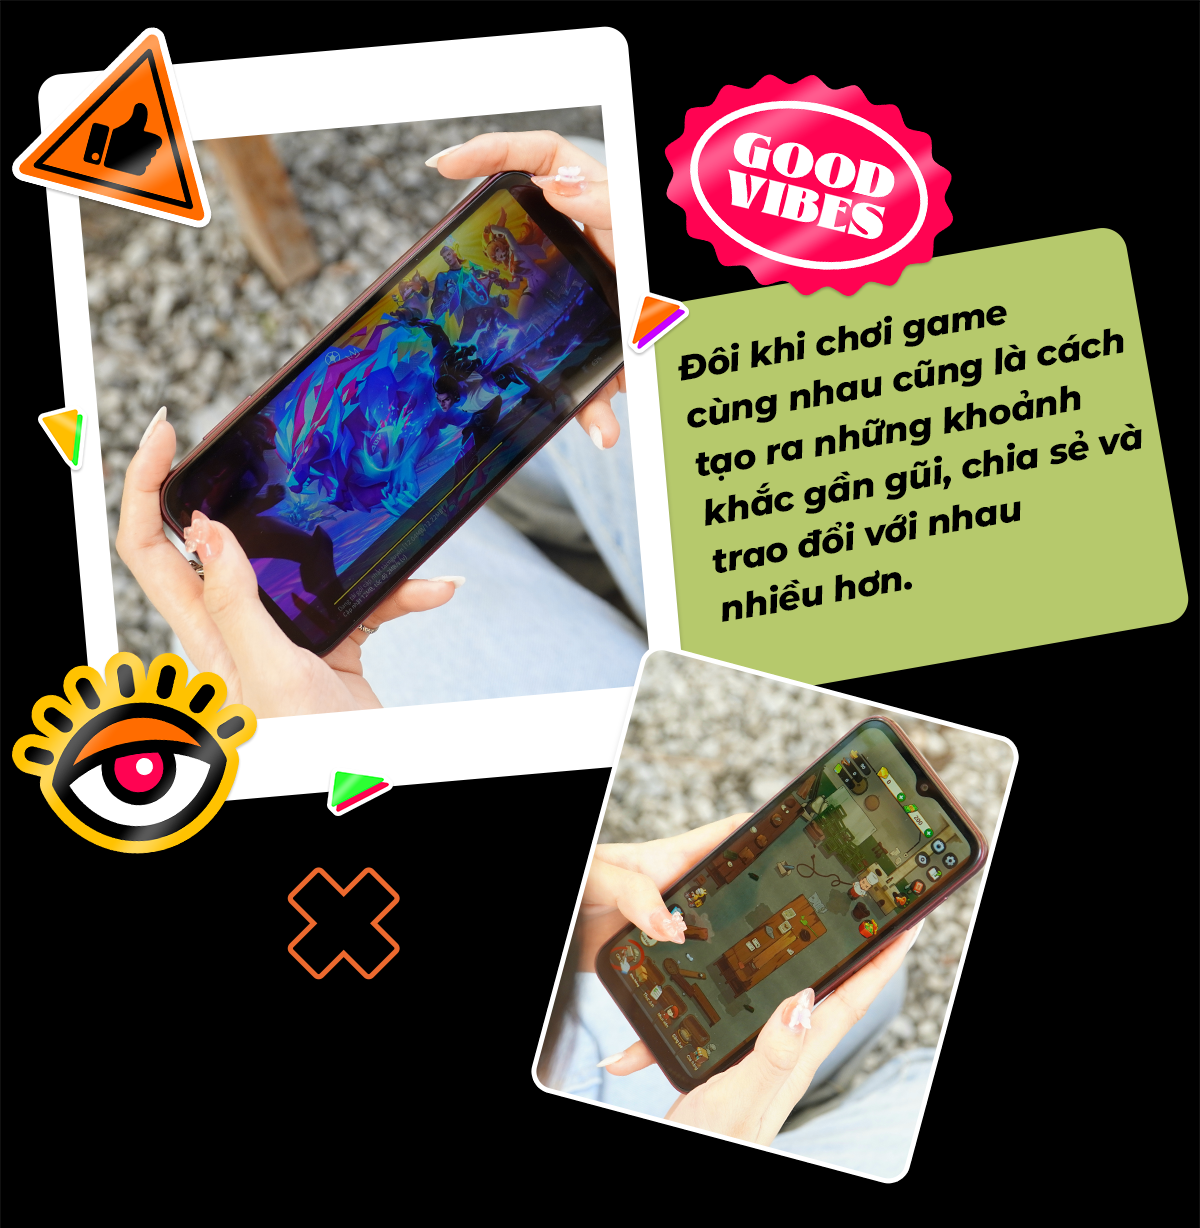 GOOD
VIBES
Đôi khi chơi game
cùng nhau cũng là cách
tạo ra những khoảnh
khắc gần gũi, chia sẻ và
trao đổi với nhau
nhiều hơn.
200